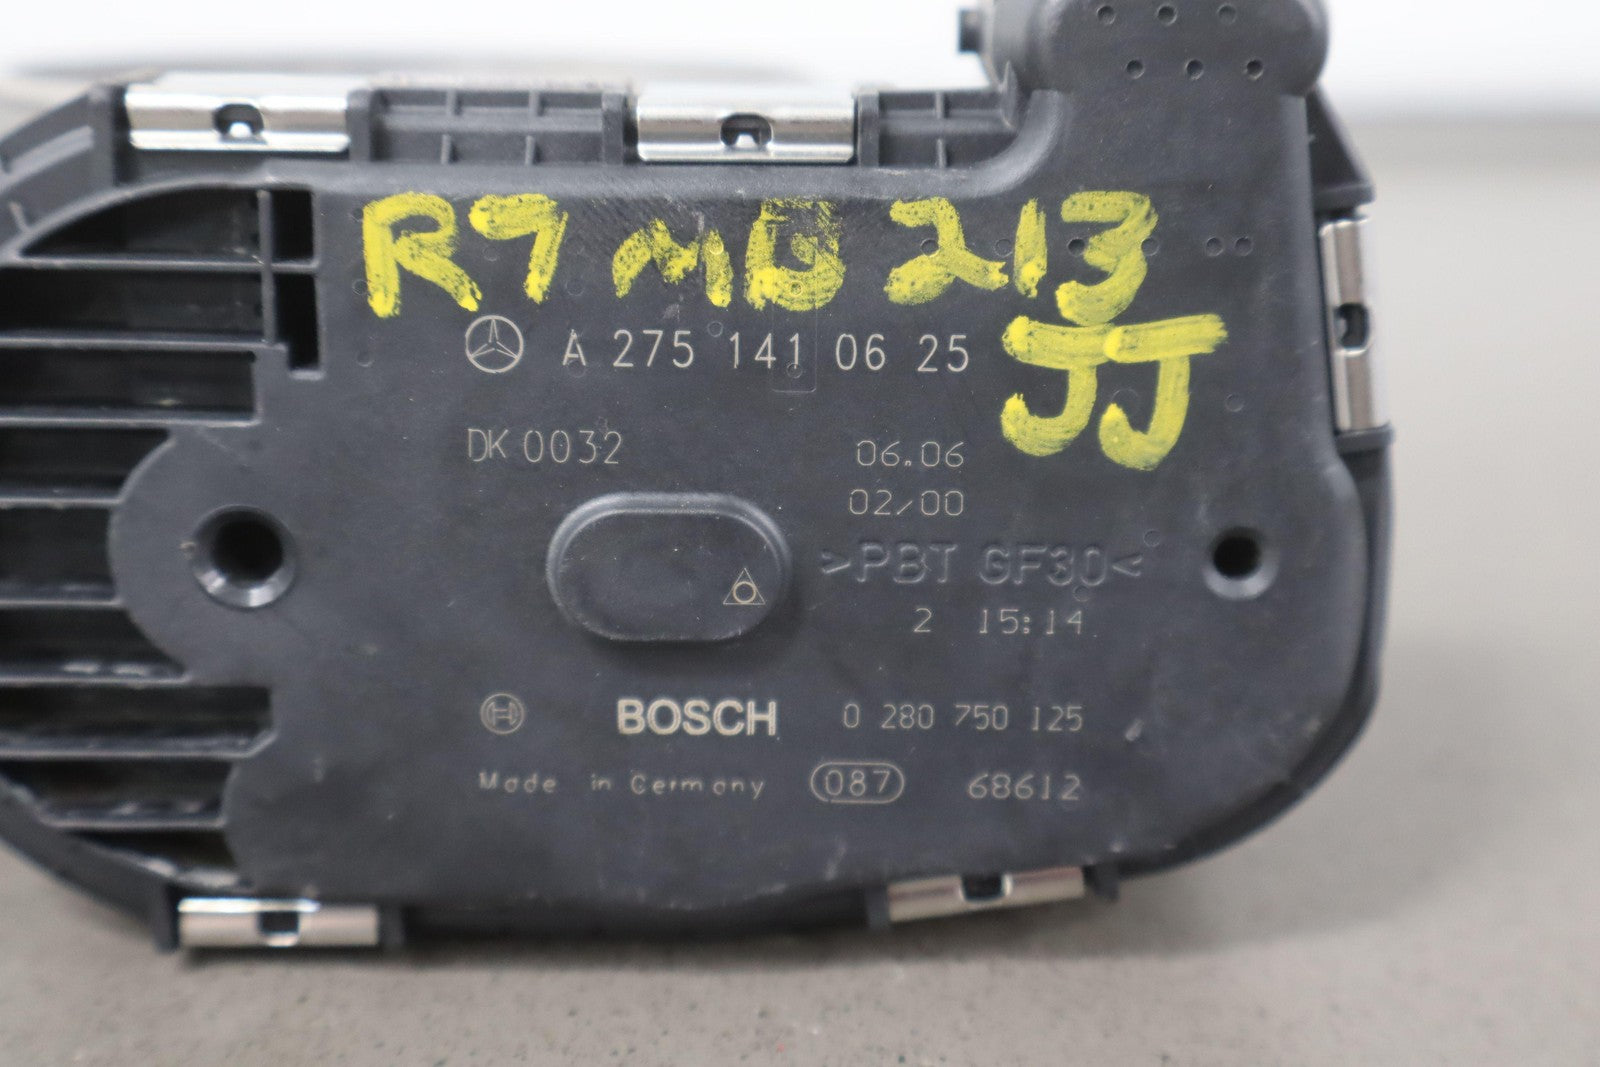 R7 MB 213
JJ
A 275 141 06 25
DK 0032
06.06
02/00
>PBT GF30<
2 15:14
BOSCH 0 280 750 125
Made in Germany 087 68612